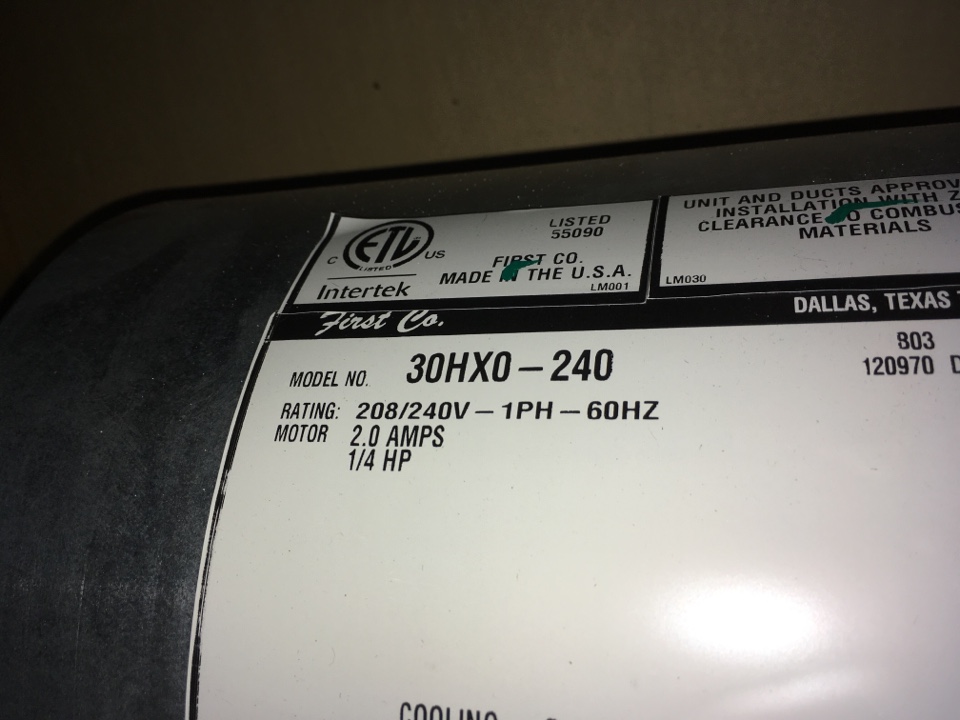 C ETL US
LISTED
Intertek
LISTED
55090
FIRST CO.
MADE IN THE U.S.A.
LM001
UNIT AND DUCTS APPROV
INSTALLATION WITH Z
CLEARANCE TO COMBUS
MATERIALS
LM030
First Co.
DALLAS, TEXAS
MODEL NO. 30HX0-240
803
120970 D
RATING: 208/240V-1PH-60HZ
MOTOR 2.0 AMPS
1/4 HP
COOLING